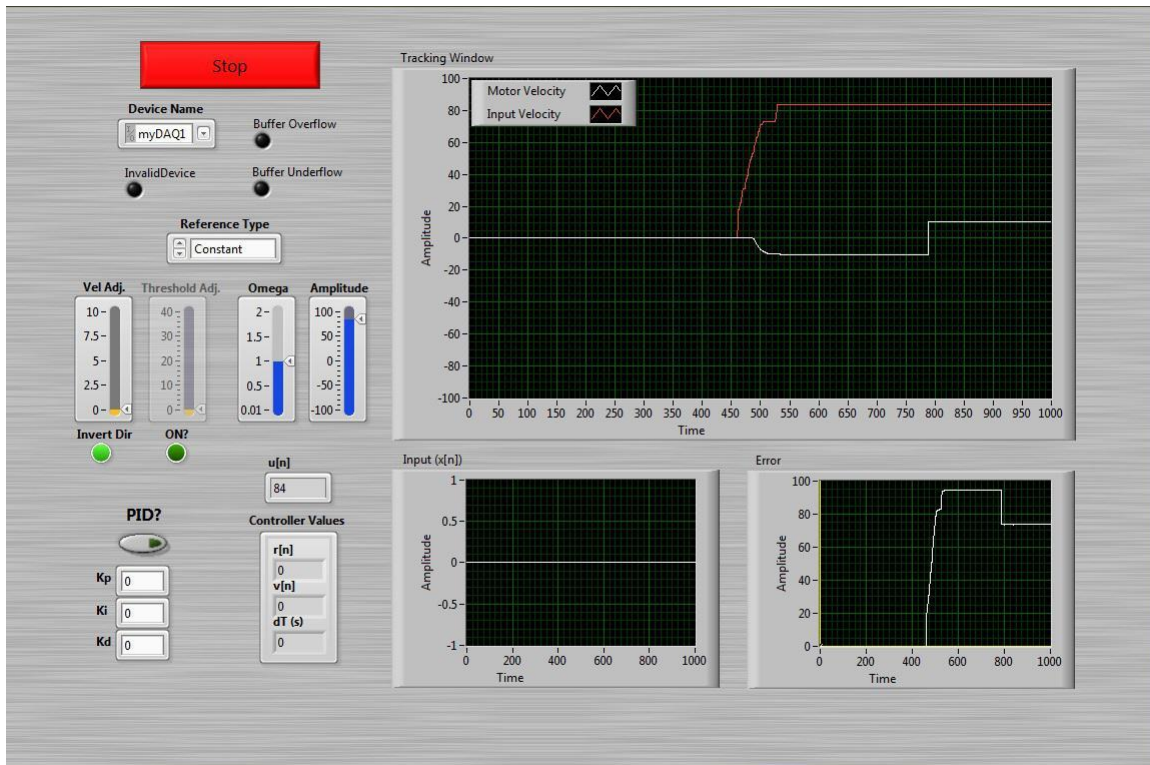 Stop
Device Name
myDAQ1
Buffer Overflow
InvalidDevice
Buffer Underflow
Reference Type
Constant
Vel Adj.
10
7.5
5
2.5
0
Threshold Adj.
40
30
20
10
0
Omega
2
1.5
1
0.5
0.01
Amplitude
100
50
0
-50
-100
Invert Dir
ON?
u[n]
84
PID?
Kp
0
Ki
0
Kd
0
Controller Values
r[n]
0
v[n]
0
dT (s)
0
Tracking Window
Motor Velocity
Input Velocity
Amplitude
100
80
60
40
20
0
-20
-40
-60
-80
-100
0 50 100 150 200 250 300 350 400 450 500 550 600 650 700 750 800 850 900 950 1000
Time
Input (x[n])
Amplitude
1
0.5
0
-0.5
-1
0 200 400 600 800 1000
Time
Error
Amplitude
100
80
60
40
20
0
0 200 400 600 800 1000
Time